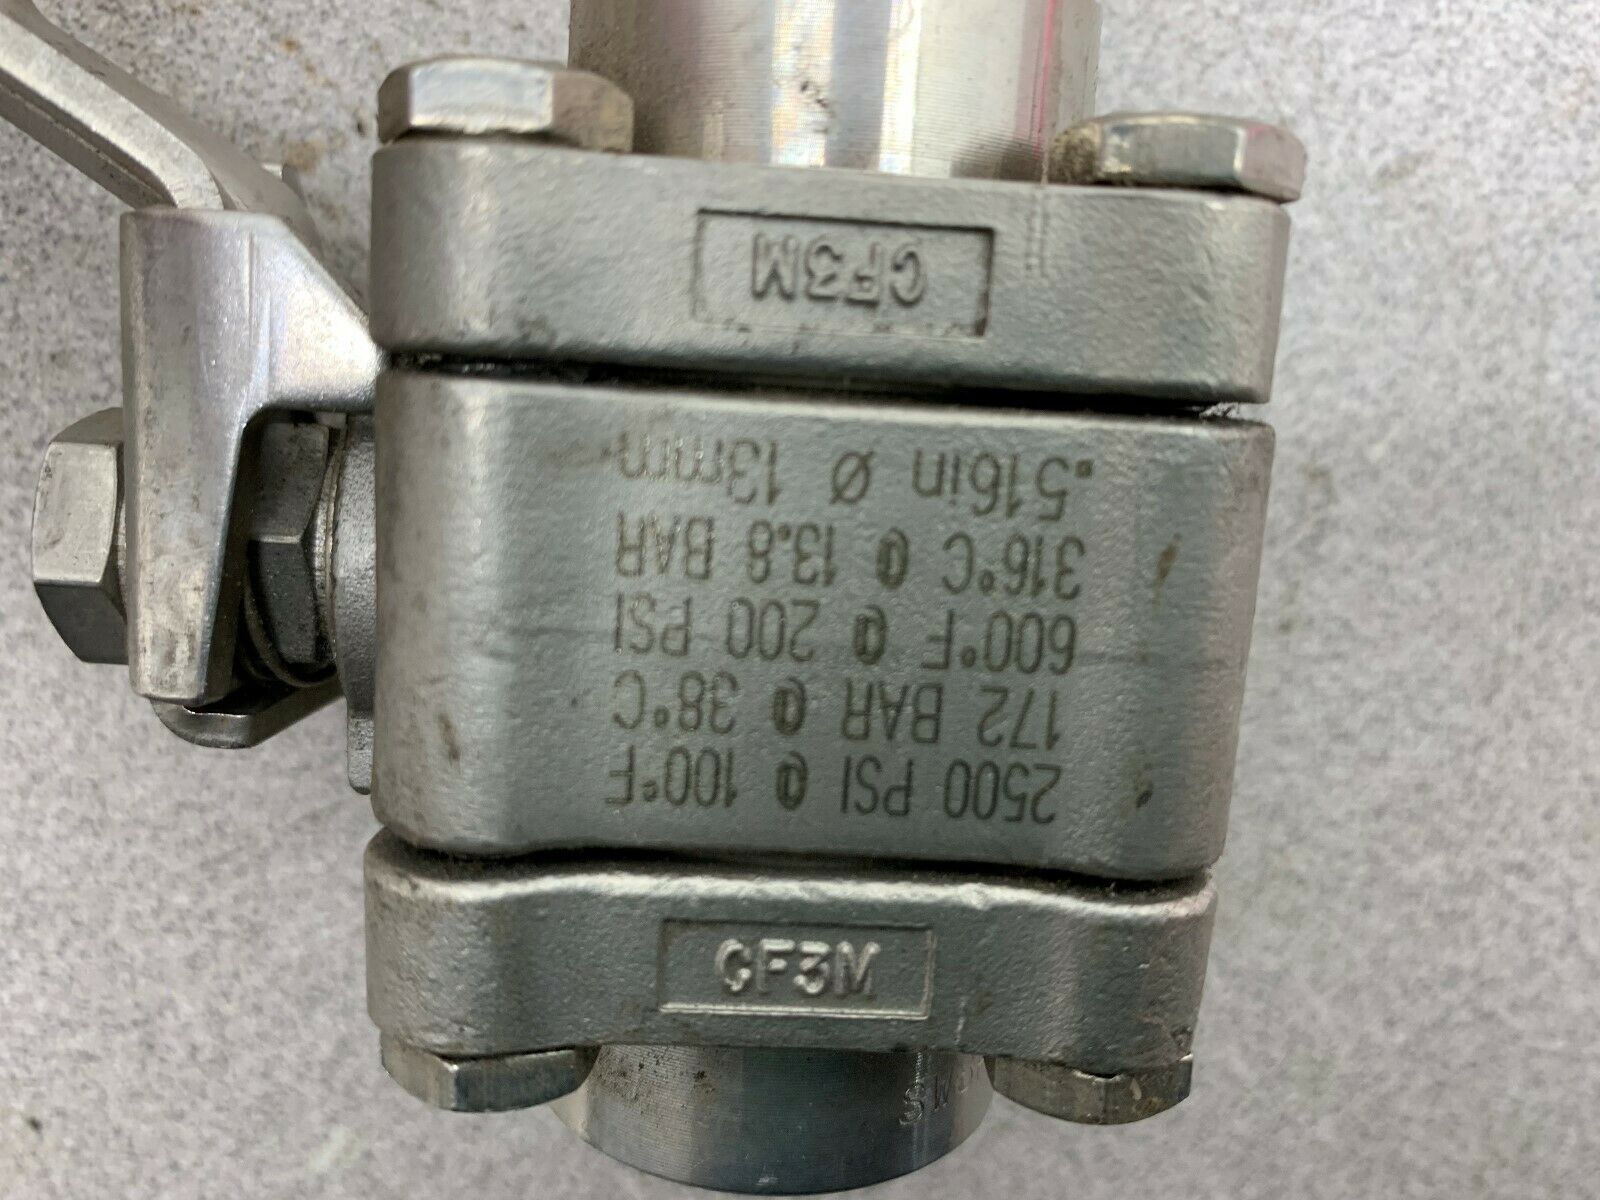 CF3M
2500 PSI @ 100°F
172 BAR @ 38°C
600°F @ 200 PSI
316°C @ 13.8 BAR
.516in Ø 13mm
CF3M